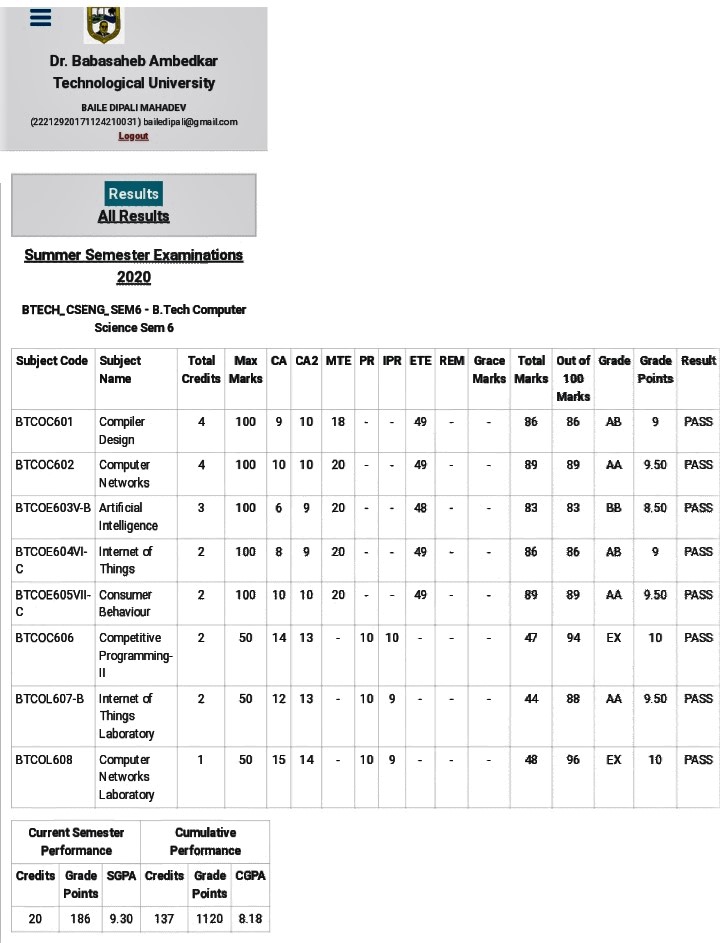 Dr. Babasaheb Ambedkar
Technological University
BAILE DIPALI MAHADEV
(22212920171124210031) bailedipali@gmail.com
Logout
Results
All Results
Summer Semester Examinations
2020
BTECH_CSENG_SEM6 - B.Tech Computer
Science Sem 6
Subject Code Subject Name Total Credits Max Marks CA CA2 MTE PR IPR ETE REM Grace Marks Total Marks Out of 100 Marks Grade Grade Points Result
BTCOC601 Compiler Design 4 100 9 10 18 - - 49 - - 86 86 AB 9 PASS
BTCOC602 Computer Networks 4 100 10 10 20 - - 49 - - 89 89 AA 9.50 PASS
BTCOE603V-B Artificial Intelligence 3 100 6 9 20 - - 48 - - 83 83 BB 8.50 PASS
BTCOE604VI-C Internet of Things 2 100 8 9 20 - - 49 - - 86 86 AB 9 PASS
BTCOE605VII-C Consumer Behaviour 2 100 10 10 20 - - 49 - - 89 89 AA 9.50 PASS
BTCOC606 Competitive Programming-II 2 50 14 13 - 10 10 - - - 47 94 EX 10 PASS
BTCOL607-B Internet of Things Laboratory 2 50 12 13 - 10 9 - - - 44 88 AA 9.50 PASS
BTCOL608 Computer Networks Laboratory 1 50 15 14 - 10 9 - - - 48 96 EX 10 PASS
Current Semester Performance Cumulative Performance
Credits Grade Points SGPA Credits Grade Points CGPA
20 186 9.30 137 1120 8.18